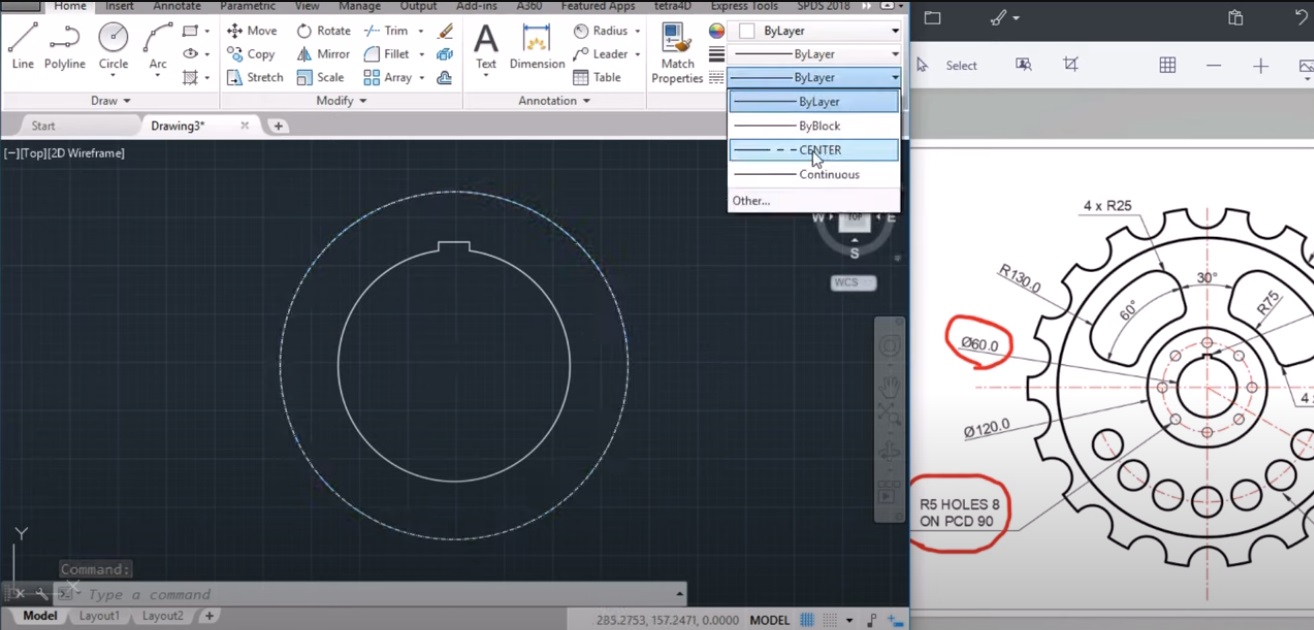 Home Insert Annotate Parametric View Manage Output Add-ins A360 Featured Apps tetra4D Express Tools SPDS 2018
Line Polyline Circle Arc
Move Rotate Trim
Copy Mirror Fillet
Stretch Scale Array
Text Dimension
Radius
Leader
Table
Match
Properties
ByLayer
ByLayer
ByLayer
ByLayer
ByBlock
CENTER
Continuous
Other...
Draw Modify Annotation
Select
Start Drawing3*
[−][Top][2D Wireframe]
W TOP E
S
WCS
4 x R25
R130.0
30°
60°
R75
Ø60.0
Ø120.0
4
R5 HOLES 8
ON PCD 90
Y
X
Command:
Type a command
Model Layout1 Layout2
285.2753, 157.2471, 0.0000 MODEL